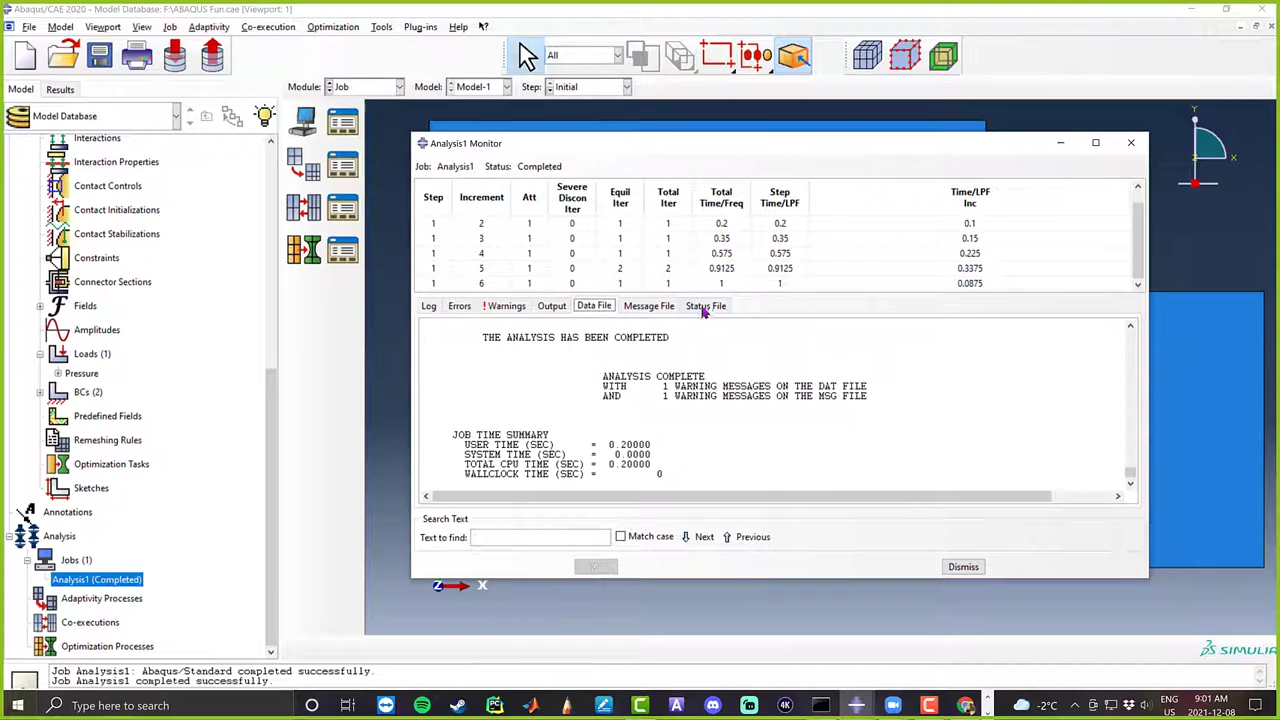 Abaqus/CAE 2020 - Model Database: F:\ABAQUS Fun.cae [Viewport: 1]
File Model Viewport View Job Adaptivity Co-execution Optimization Tools Plug-ins Help
All
Model Results
Module: Job Model: Model-1 Step: Initial
Model Database
Interactions
Interaction Properties
Contact Controls
Contact Initializations
Contact Stabilizations
Constraints
Connector Sections
Fields
Amplitudes
Loads (1)
Pressure
BCs (2)
Predefined Fields
Remeshing Rules
Optimization Tasks
Sketches
Annotations
Analysis
Jobs (1)
Analysis1 (Completed)
Adaptivity Processes
Co-executions
Optimization Processes
Analysis1 Monitor
Job: Analysis1 Status: Completed
Step Increment Att Severe Discon Iter Equil Iter Total Iter Total Time/Freq Step Time/LPF Time/LPF Inc
1 2 1 0 1 1 0.2 0.2 0.1
1 3 1 0 1 1 0.35 0.35 0.15
1 4 1 0 1 1 0.575 0.575 0.225
1 5 1 0 2 2 0.9125 0.9125 0.3375
1 6 1 0 1 1 1 1 0.0875
Log Errors ! Warnings Output Data File Message File Status File
THE ANALYSIS HAS BEEN COMPLETED
ANALYSIS COMPLETE
WITH 1 WARNING MESSAGES ON THE DAT FILE
AND 1 WARNING MESSAGES ON THE MSG FILE
JOB TIME SUMMARY
USER TIME (SEC) = 0.20000
SYSTEM TIME (SEC) = 0.0000
TOTAL CPU TIME (SEC) = 0.20000
WALLCLOCK TIME (SEC) = 0
Search Text
Text to find: Match case Next Previous
Kill Dismiss
Y
X
Z
Z X
SIMULIA
Job Analysis1: Abaqus/Standard completed successfully.
Job Analysis1 completed successfully.
Type here to search
-2°C
ENG
9:01 AM
2021-12-08